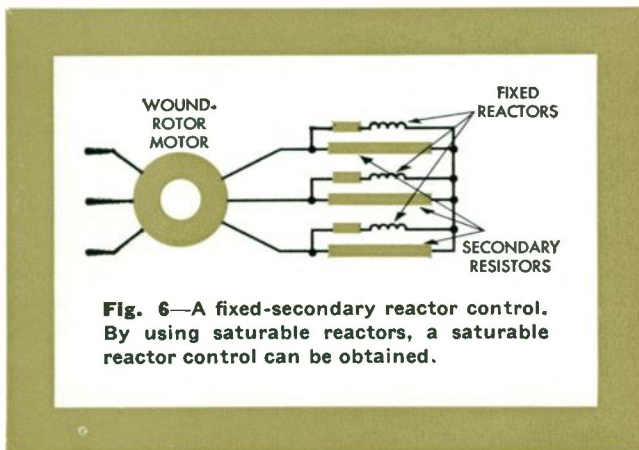 WOUND-
ROTOR
MOTOR
FIXED
REACTORS
SECONDARY
RESISTORS
Fig. 6—A fixed-secondary reactor control.
By using saturable reactors, a saturable
reactor control can be obtained.